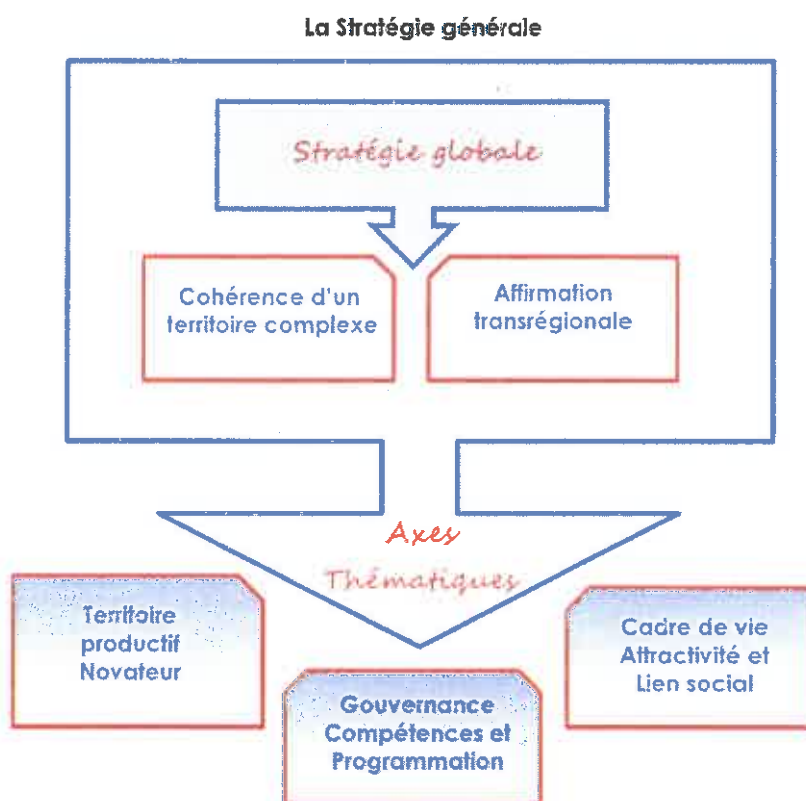 La Stratégie générale
Stratégie globale
Cohérence d'un
territoire complexe
Affirmation
transrégionale
Axes
Thématiques
Territoire
productif
Novateur
Gouvernance
Compétences et
Programmation
Cadre de vie
Attractivité et
Lien social